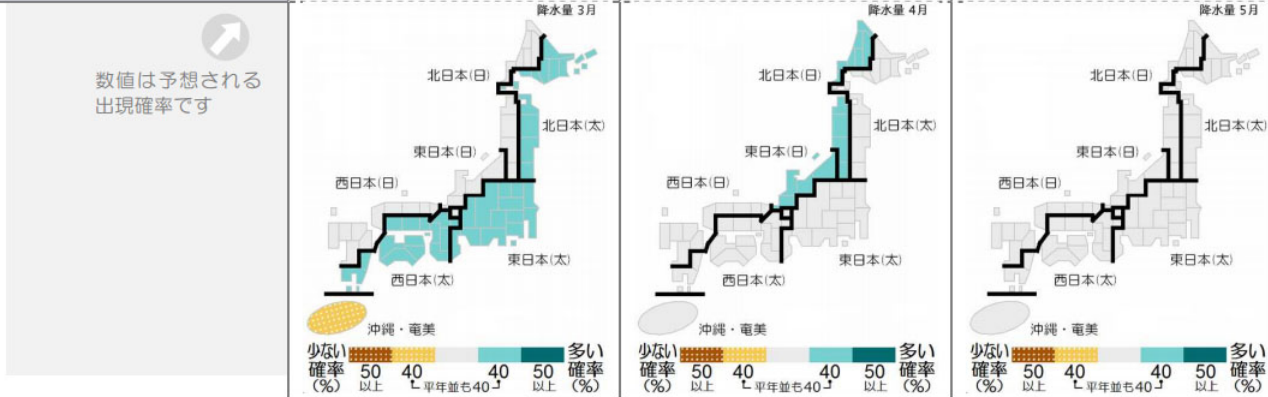 数値は予想される
出現確率です
降水量 3月
北日本(日)
北日本(太)
東日本(日)
西日本(日)
東日本(太)
西日本(太)
沖縄・奄美
少ない
確率
(%)
50
以上
40
平年並も40
40
50
以上
多い
確率
(%)
降水量 4月
北日本(日)
北日本(太)
東日本(日)
西日本(日)
東日本(太)
西日本(太)
沖縄・奄美
少ない
確率
(%)
50
以上
40
平年並も40
40
50
以上
多い
確率
(%)
降水量 5月
北日本(日)
北日本(太)
東日本(日)
西日本(日)
東日本(太)
西日本(太)
沖縄・奄美
少ない
確率
(%)
50
以上
40
平年並も40
40
50
以上
多い
確率
(%)